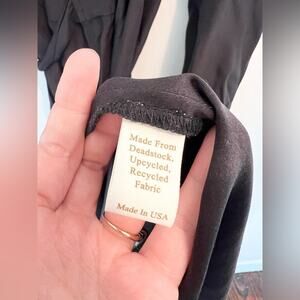 Made From
Deadstock,
Upcycled,
Recycled
Fabric
Made In USA